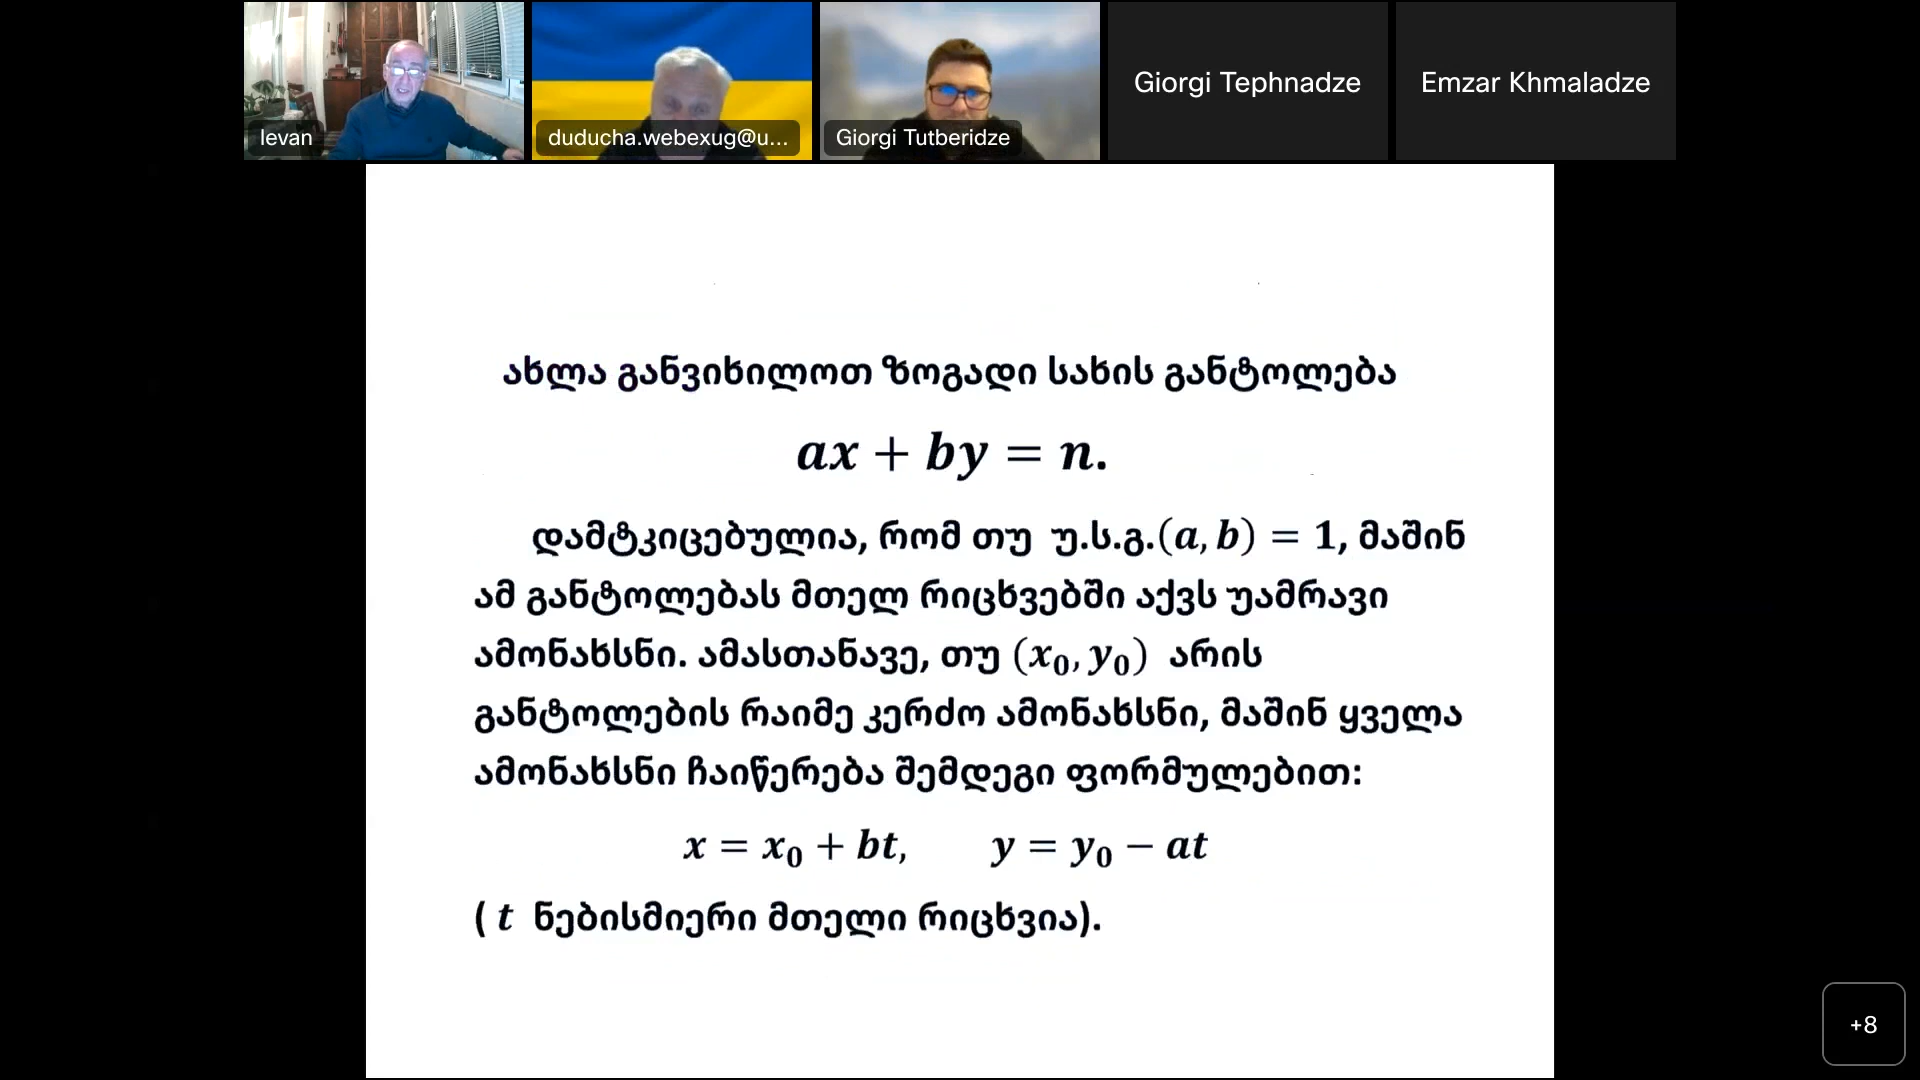 levan
duducha.webexug@u...
Giorgi Tutberidze
Giorgi Tephnadze
Emzar Khmaladze
ახლა განვიხილოთ ზოგადი სახის განტოლება
ax + by = n.
დამტკიცებულია, რომ თუ უ.ს.გ.(a, b) = 1, მაშინ
ამ განტოლებას მთელ რიცხვებში აქვს უამრავი
ამონახსნი. ამასთანავე, თუ (x₀, y₀) არის
განტოლების რაიმე კერძო ამონახსნი, მაშინ ყველა
ამონახსნი ჩაიწერება შემდეგი ფორმულებით:
x = x₀ + bt, y = y₀ − at
( t ნებისმიერი მთელი რიცხვია).
+8